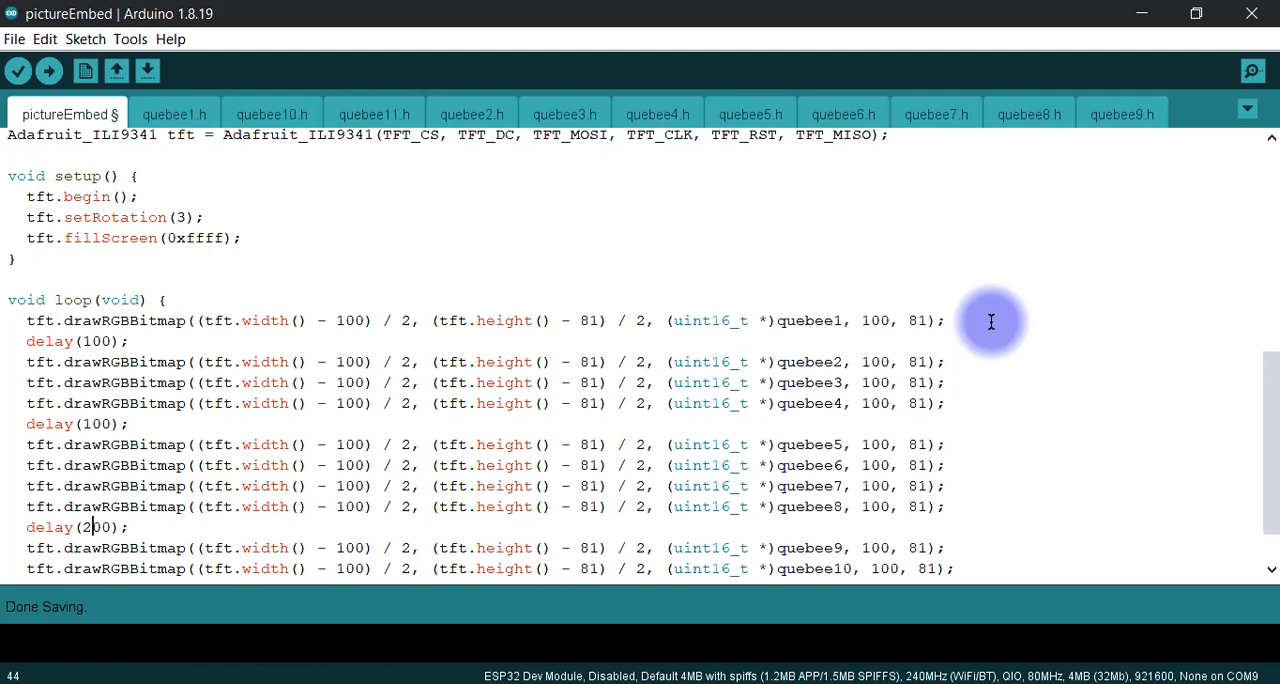 pictureEmbed | Arduino 1.8.19
File Edit Sketch Tools Help
pictureEmbed § quebee1.h quebee10.h quebee11.h quebee2.h quebee3.h quebee4.h quebee5.h quebee6.h quebee7.h quebee8.h quebee9.h
Adafruit_ILI9341 tft = Adafruit_ILI9341(TFT_CS, TFT_DC, TFT_MOSI, TFT_CLK, TFT_RST, TFT_MISO);
void setup() {
tft.begin();
tft.setRotation(3);
tft.fillScreen(0xffff);
}
void loop(void) {
tft.drawRGBBitmap((tft.width() - 100) / 2, (tft.height() - 81) / 2, (uint16_t *)quebee1, 100, 81);
delay(100);
tft.drawRGBBitmap((tft.width() - 100) / 2, (tft.height() - 81) / 2, (uint16_t *)quebee2, 100, 81);
tft.drawRGBBitmap((tft.width() - 100) / 2, (tft.height() - 81) / 2, (uint16_t *)quebee3, 100, 81);
tft.drawRGBBitmap((tft.width() - 100) / 2, (tft.height() - 81) / 2, (uint16_t *)quebee4, 100, 81);
delay(100);
tft.drawRGBBitmap((tft.width() - 100) / 2, (tft.height() - 81) / 2, (uint16_t *)quebee5, 100, 81);
tft.drawRGBBitmap((tft.width() - 100) / 2, (tft.height() - 81) / 2, (uint16_t *)quebee6, 100, 81);
tft.drawRGBBitmap((tft.width() - 100) / 2, (tft.height() - 81) / 2, (uint16_t *)quebee7, 100, 81);
tft.drawRGBBitmap((tft.width() - 100) / 2, (tft.height() - 81) / 2, (uint16_t *)quebee8, 100, 81);
delay(200);
tft.drawRGBBitmap((tft.width() - 100) / 2, (tft.height() - 81) / 2, (uint16_t *)quebee9, 100, 81);
tft.drawRGBBitmap((tft.width() - 100) / 2, (tft.height() - 81) / 2, (uint16_t *)quebee10, 100, 81);
Done Saving.
44 ESP32 Dev Module, Disabled, Default 4MB with spiffs (1.2MB APP/1.5MB SPIFFS), 240MHz (WiFi/BT), QIO, 80MHz, 4MB (32Mb), 921600, None on COM9